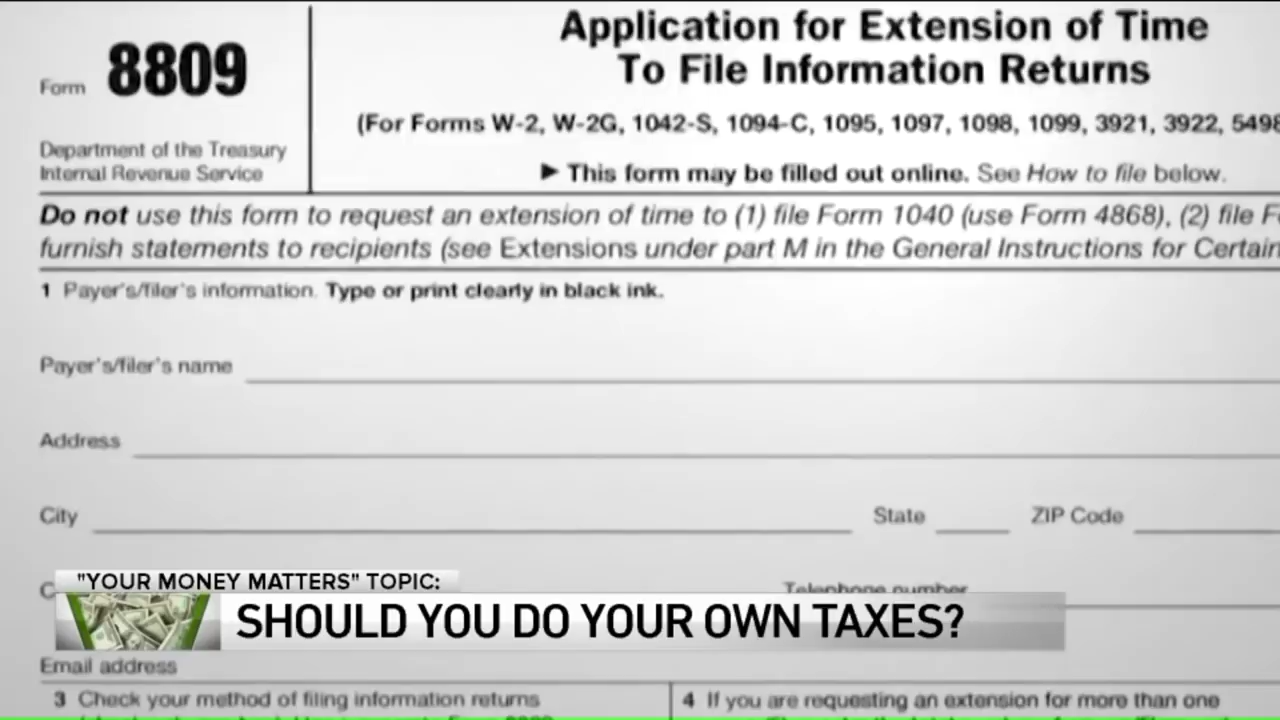 Form 8809
Application for Extension of Time
To File Information Returns
(For Forms W-2, W-2G, 1042-S, 1094-C, 1095, 1097, 1098, 1099, 3921, 3922, 5498
Department of the Treasury
Internal Revenue Service
▶ This form may be filled out online. See How to file below.
Do not use this form to request an extension of time to (1) file Form 1040 (use Form 4868), (2) file
furnish statements to recipients (see Extensions under part M in the General Instructions for Certain
1 Payer's/filer's information. Type or print clearly in black ink.
Payer's/filer's name
Address
City State ZIP Code
Telephone number
"YOUR MONEY MATTERS" TOPIC:
SHOULD YOU DO YOUR OWN TAXES?
Email address
3 Check your method of filing information returns
4 If you are requesting an extension for more than one